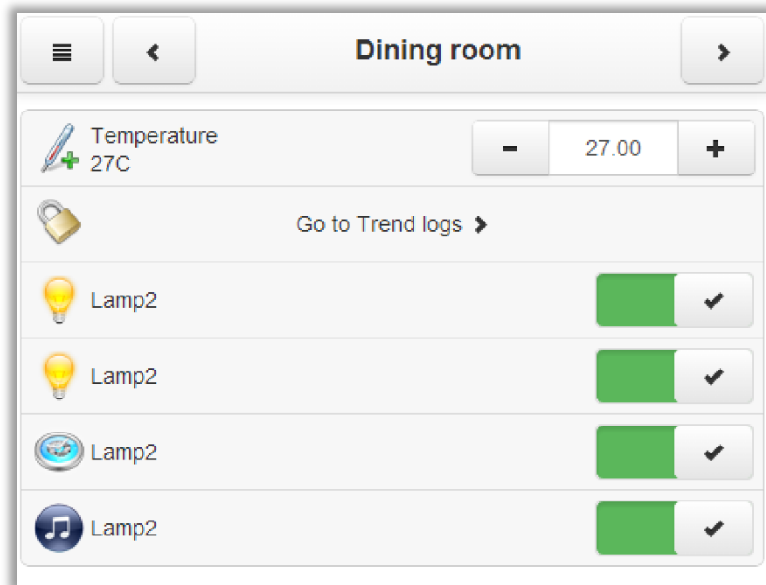 Dining room
Temperature
27C
27.00
Go to Trend logs
Lamp2
Lamp2
Lamp2
Lamp2